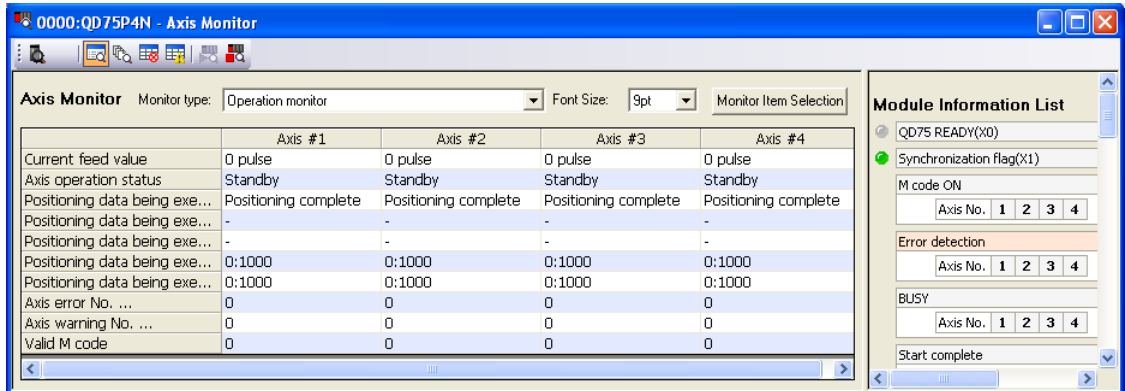 0000:QD75P4N - Axis Monitor
Axis Monitor Monitor type: Operation monitor Font Size: 9pt Monitor Item Selection
Axis #1 Axis #2 Axis #3 Axis #4
Current feed value 0 pulse 0 pulse 0 pulse 0 pulse
Axis operation status Standby Standby Standby Standby
Positioning data being exe... Positioning complete Positioning complete Positioning complete Positioning complete
Positioning data being exe... - - - -
Positioning data being exe... - - - -
Positioning data being exe... 0:1000 0:1000 0:1000 0:1000
Positioning data being exe... 0:1000 0:1000 0:1000 0:1000
Axis error No. ... 0 0 0 0
Axis warning No. ... 0 0 0 0
Valid M code 0 0 0 0
Module Information List
QD75 READY(X0)
Synchronization flag(X1)
M code ON
Axis No. 1 2 3 4
Error detection
Axis No. 1 2 3 4
BUSY
Axis No. 1 2 3 4
Start complete